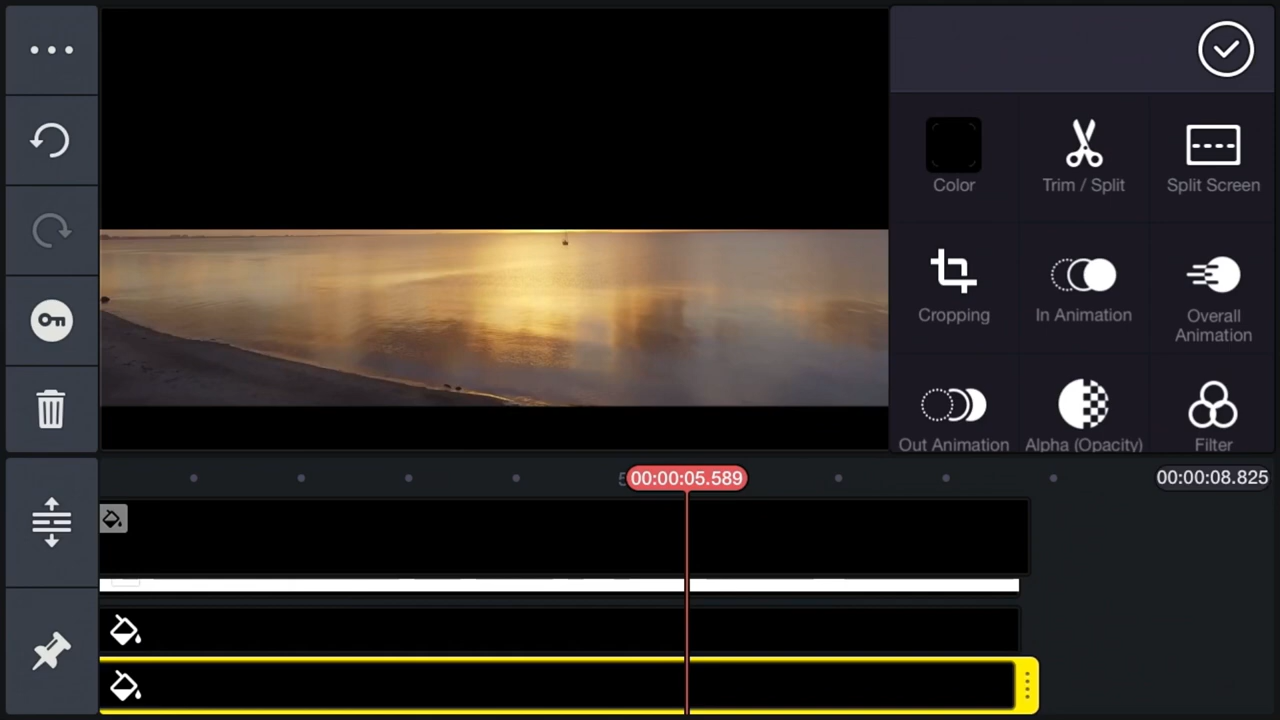 Color
Trim / Split
Split Screen
Cropping
In Animation
Overall
Animation
Out Animation
Alpha (Opacity)
Filter
00:00:05.589
00:00:08.825